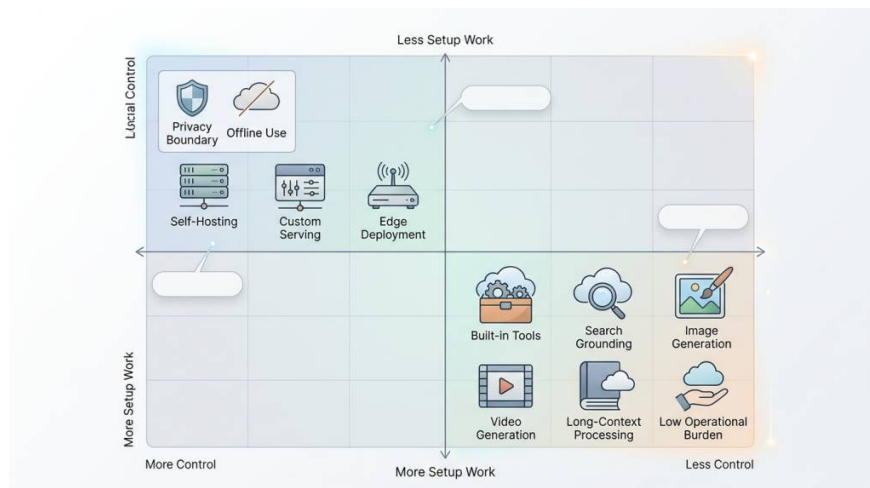 Less Setup Work
Local Control
Privacy
Boundary
Offline Use
Self-Hosting
Custom
Serving
Edge
Deployment
Built-in Tools
Search
Grounding
Image
Generation
More Setup Work
Video
Generation
Long-Context
Processing
Low Operational
Burden
More Control
More Setup Work
Less Control